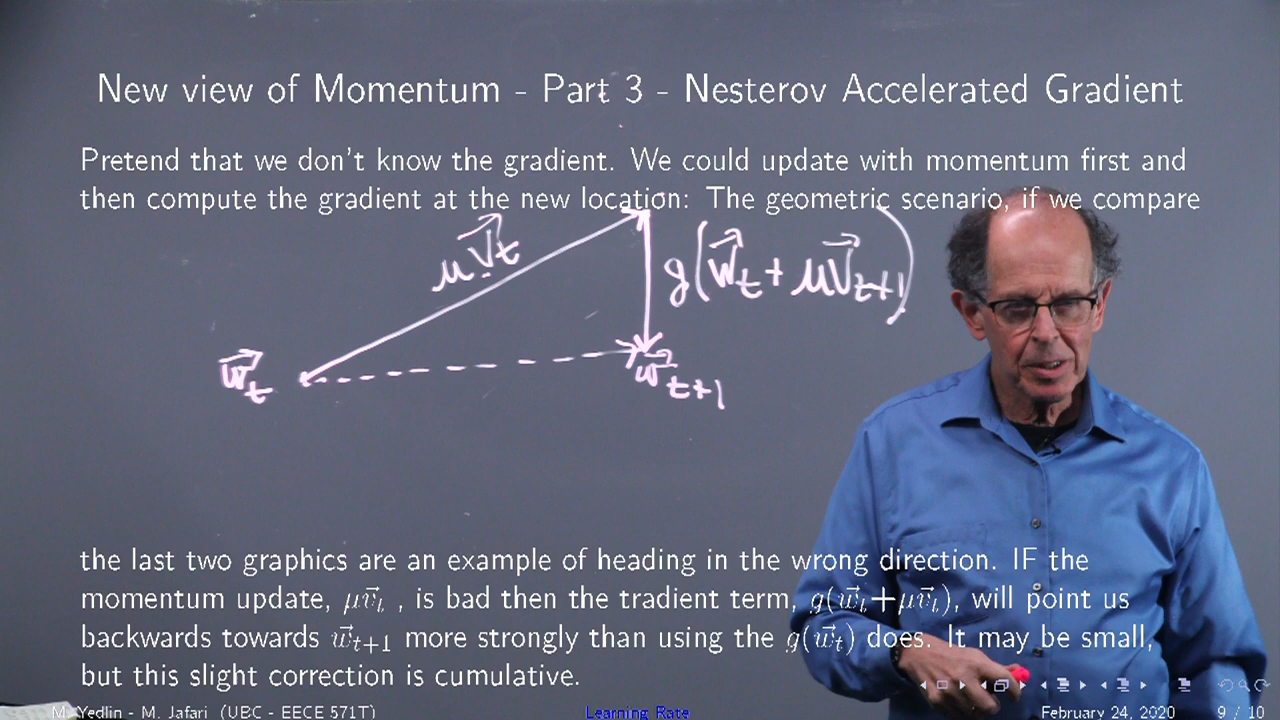 New view of Momentum - Part 3 - Nesterov Accelerated Gradient
Pretend that we don't know the gradient. We could update with momentum first and
then compute the gradient at the new location: The geometric scenario, if we compare
μv⃗t
g(w⃗t + μv⃗t+1)
w⃗t
w⃗t+1
the last two graphics are an example of heading in the wrong direction. IF the
momentum update, μv⃗t , is bad then the tradient term, g(w⃗t+μv⃗t), will point us
backwards towards w⃗t+1 more strongly than using the g(w⃗t) does. It may be small,
but this slight correction is cumulative.
M. Yedlin - M. Jafari (UBC - EECE 571T) Learning Rate February 24, 2020 9 / 10